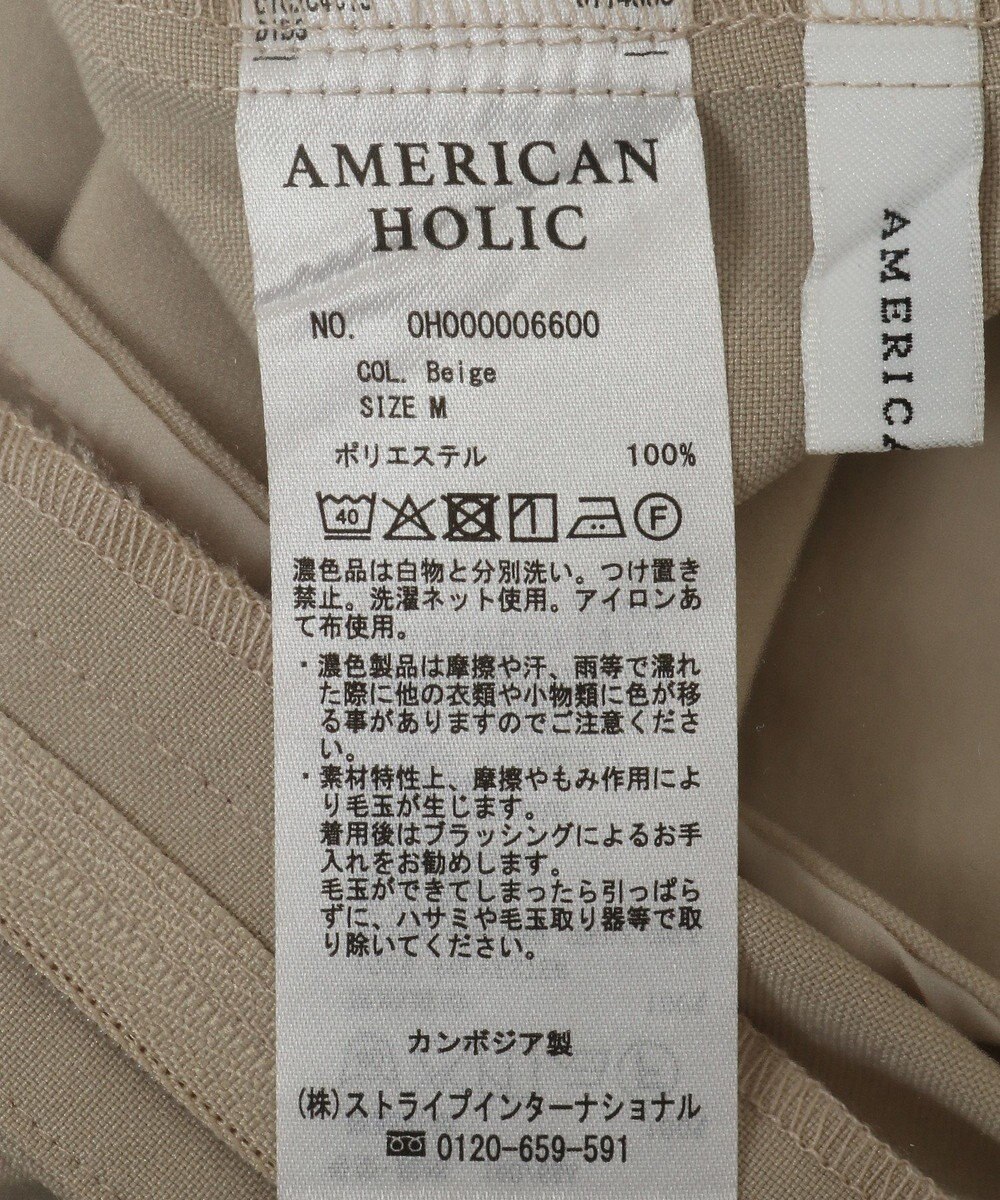 AMERICAN
HOLIC
NO. 0H000006600
COL. Beige
SIZE M
ポリエステル 100%
40 F
濃色品は白物と分別洗い。つけ置き
禁止。洗濯ネット使用。アイロンあ
て布使用。
・濃色製品は摩擦や汗、雨等で濡れ
た際に他の衣類や小物類に色が移
る事がありますのでご注意くださ
い。
・素材特性上、摩擦やもみ作用によ
り毛玉が生じます。
着用後はブラッシングによるお手
入れをお勧めします。
毛玉ができてしまったら引っぱら
ずに、ハサミや毛玉取り器等で取
り除いてください。
カンボジア製
(株)ストライプインターナショナル
0120-659-591
AMERICA